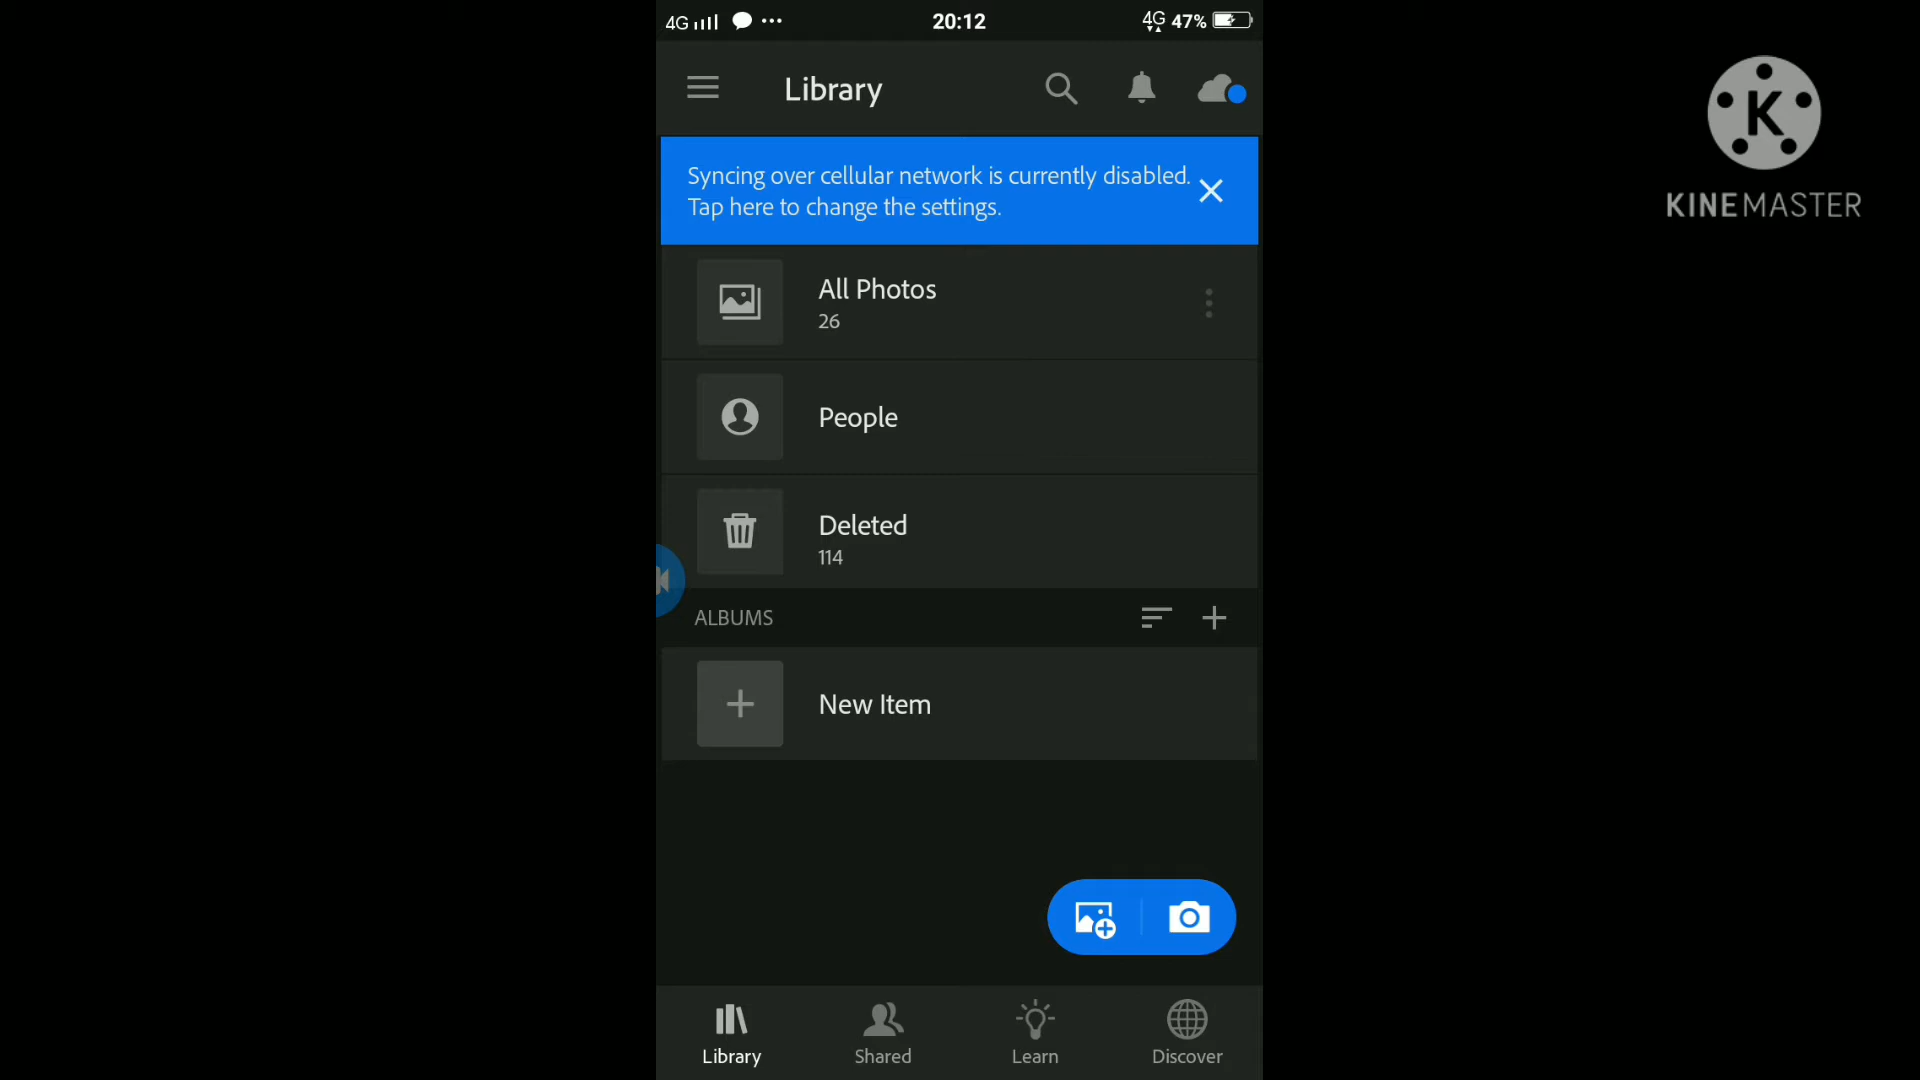 4G 20:12 4G 47%
Library
Syncing over cellular network is currently disabled.
Tap here to change the settings.
All Photos
26
People
Deleted
114
ALBUMS
New Item
Library Shared Learn Discover
K
KINEMASTER